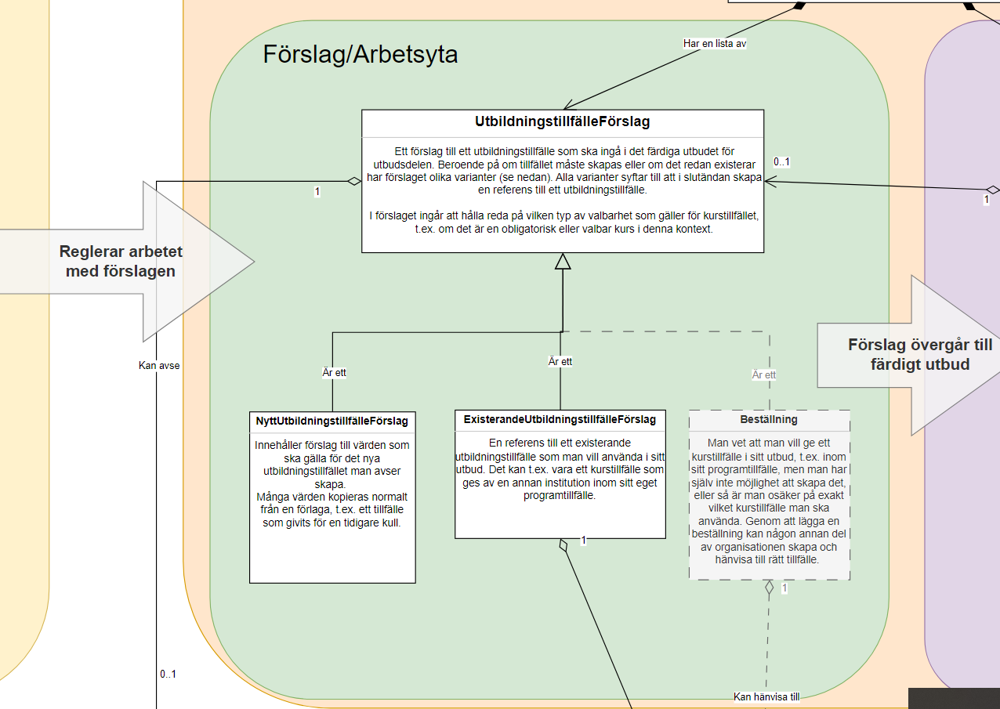 Har en lista av
Förslag/Arbetsyta
UtbildningstillfälleFörslag
Ett förslag till ett utbildningstillfälle som ska ingå i det färdiga utbudet för
utbudsdelen. Beroende på om tillfället måste skapas eller om det redan existerar
har förslaget olika varianter (se nedan). Alla varianter syftar till att i slutändan skapa
en referens till ett utbildningstillfälle.
I förslaget ingår att hålla reda på vilken typ av valbarhet som gäller för kurstillfället,
t.ex. om det är en obligatorisk eller valbar kurs i denna kontext.
0..1
1
1
Reglerar arbetet
med förslagen
Förslag övergår till
färdigt utbud
Kan avse
Är ett
Är ett
Är ett
NyttUtbildningstillfälleFörslag
Innehåller förslag till värden som
ska gälla för det nya
utbildningstillfället man avser
skapa.
Många värden kopieras normalt
från en förlaga, t.ex. ett tillfälle
som givits för en tidigare kull.
ExisterandeUtbildningstillfälleFörslag
En referens till ett existerande
utbildningstillfälle som man vill använda i sitt
utbud. Det kan t.ex. vara ett kurstillfälle som
ges av en annan institution inom sitt eget
programtillfälle.
1
Beställning
Man vet att man vill ge ett
kurstillfälle i sitt utbud, t.ex. inom
sitt programtillfälle, men man har
själv inte möjlighet att skapa det,
eller så är man osäker på exakt
vilket kurstillfälle man ska
använda. Genom att lägga en
beställning kan någon annan del
av organisationen skapa och
hänvisa till rätt tillfälle.
1
0..1
Kan hänvisa till